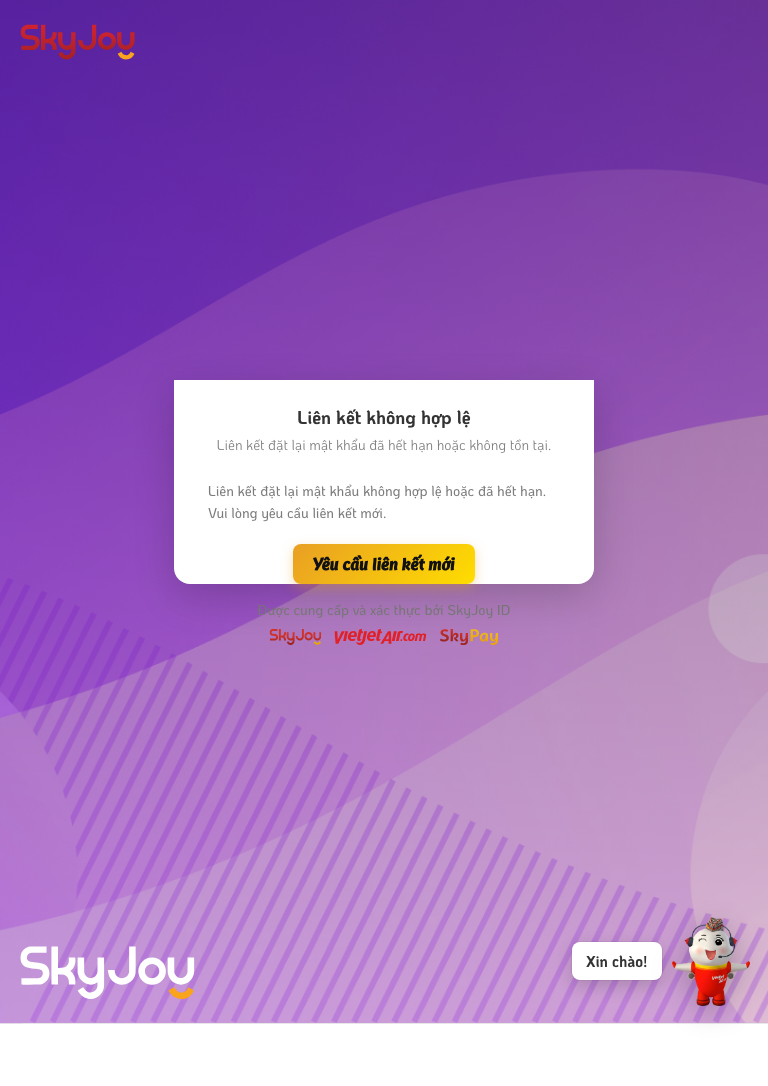 SkyJoy
Liên kết không hợp lệ
Liên kết đặt lại mật khẩu đã hết hạn hoặc không tồn tại.
Liên kết đặt lại mật khẩu không hợp lệ hoặc đã hết hạn.
Vui lòng yêu cầu liên kết mới.
Yêu cầu liên kết mới
Được cung cấp và xác thực bởi SkyJoy ID
SkyJoy vietjetAir.com SkyPay
SkyJoy
Xin chào!